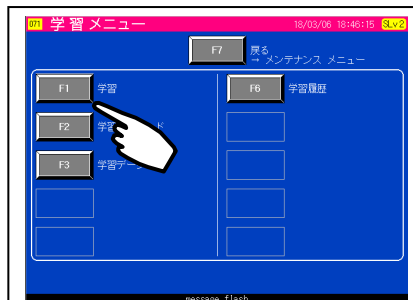 071 学習メニュー 18/03/06 18:46:15 SLv2
F7 戻る
→ メンテナンス メニュー
F1 学習
F6 学習履歴
F2 学習 ド
F3 学習デー
message flash